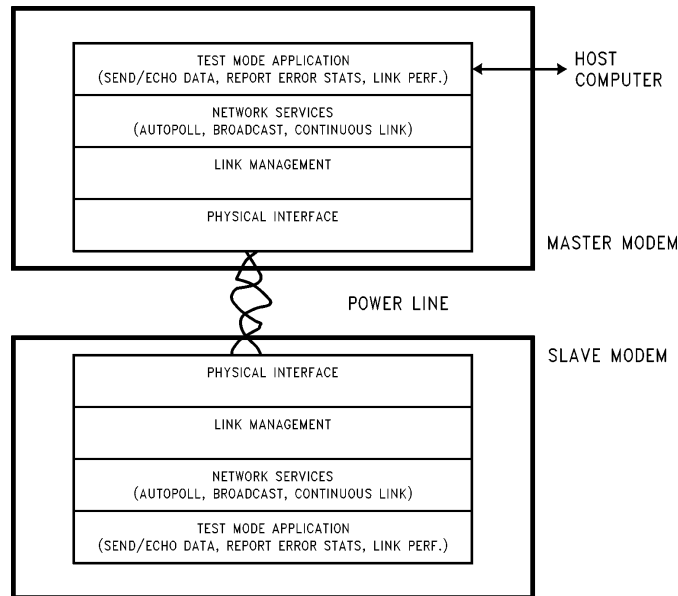 TEST MODE APPLICATION
(SEND/ECHO DATA, REPORT ERROR STATS, LINK PERF.)
HOST
COMPUTER
NETWORK SERVICES
(AUTOPOLL, BROADCAST, CONTINUOUS LINK)
LINK MANAGEMENT
PHYSICAL INTERFACE
MASTER MODEM
POWER LINE
SLAVE MODEM
PHYSICAL INTERFACE
LINK MANAGEMENT
NETWORK SERVICES
(AUTOPOLL, BROADCAST, CONTINUOUS LINK)
TEST MODE APPLICATION
(SEND/ECHO DATA, REPORT ERROR STATS, LINK PERF.)